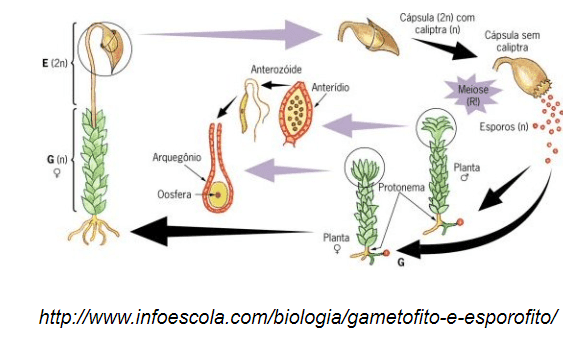 Cápsula (2n) com
caliptra (n)
Cápsula sem
caliptra
E (2n)
Anterozóide
Anterídio
Meiose
(R!)
Esporos (n)
G (n)
♀
Arquegônio
Oosfera
Planta
♂
Protonema
Planta
♀
G
http://www.infoescola.com/biologia/gametofito-e-esporofito/